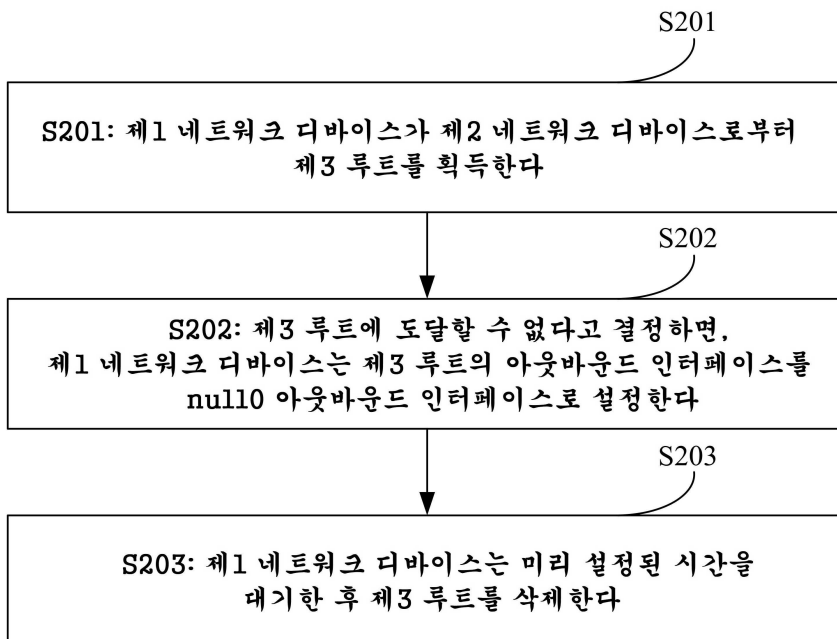 S201
S201: 제1 네트워크 디바이스가 제2 네트워크 디바이스로부터
제3 루트를 획득한다
S202
S202: 제3 루트에 도달할 수 없다고 결정하면,
제1 네트워크 디바이스는 제3 루트의 아웃바운드 인터페이스를
null0 아웃바운드 인터페이스로 설정한다
S203
S203: 제1 네트워크 디바이스는 미리 설정된 시간을
대기한 후 제3 루트를 삭제한다